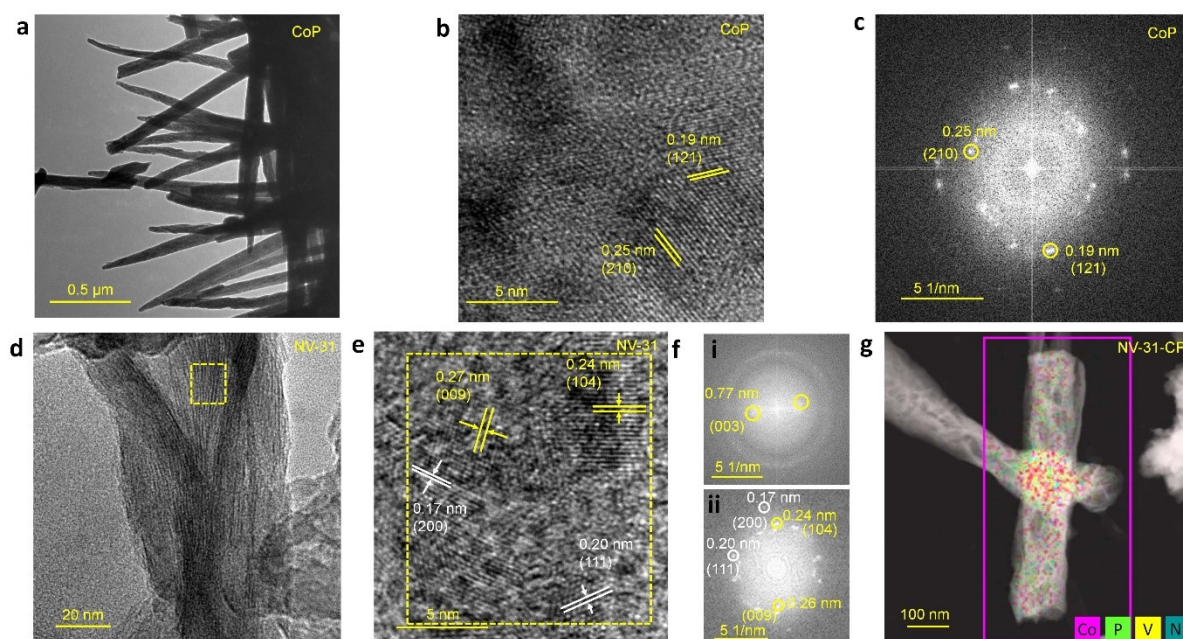 a
CoP
0.5 µm
b
CoP
0.19 nm
(121)
0.25 nm
(210)
5 nm
c
CoP
0.25 nm
(210)
0.19 nm
(121)
5 1/nm
d
NV-31
20 nm
e
NV-31
0.27 nm
(009)
0.24 nm
(104)
0.17 nm
(200)
0.20 nm
(111)
5 nm
f
i
0.77 nm
(003)
5 1/nm
ii
0.17 nm
(200)
0.24 nm
(104)
0.20 nm
(111)
(009)
0.26 nm
5 1/nm
g
NV-31-CP
100 nm
Co P V N